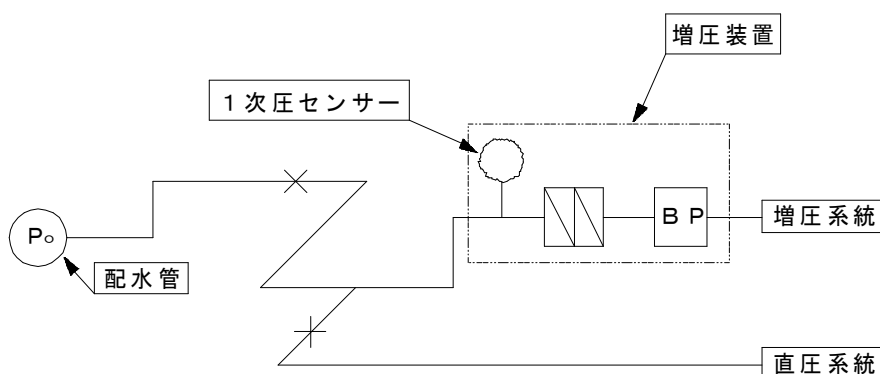 増圧装置
1次圧センサー
BP
増圧系統
Po
配水管
直圧系統